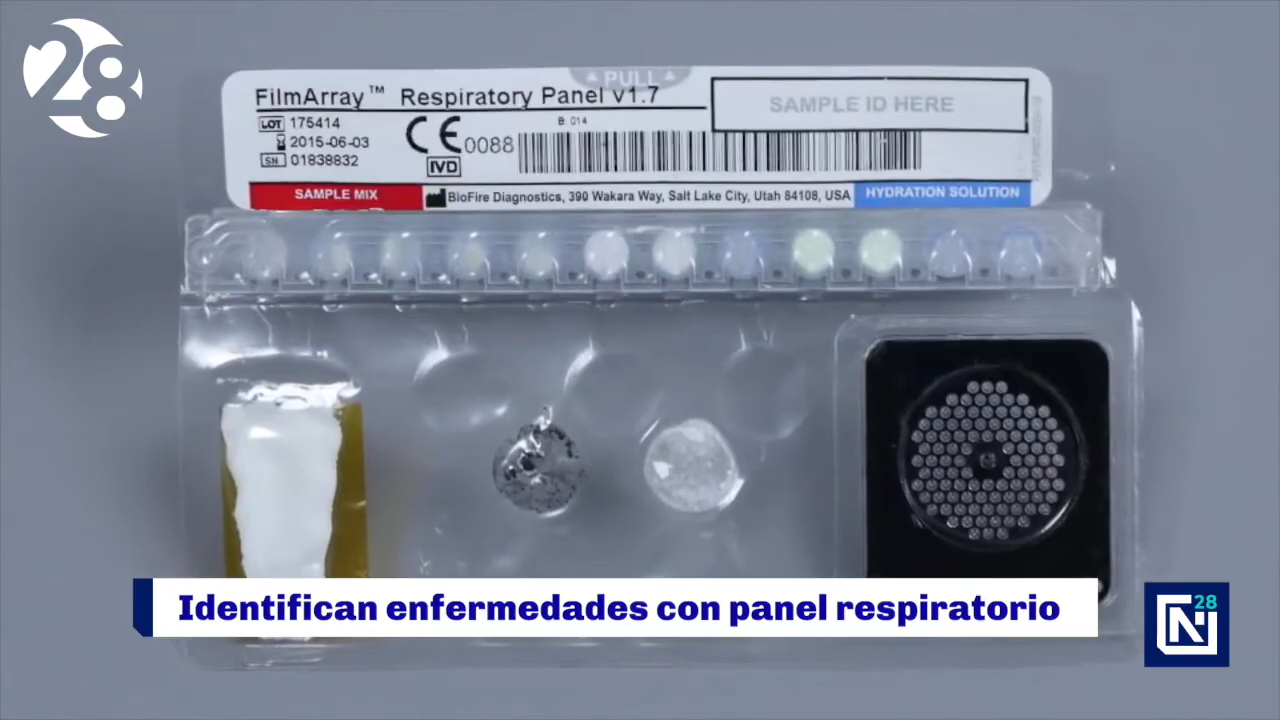 28
PULL
FilmArray™ Respiratory Panel v1.7
SAMPLE ID HERE
LOT 175414
2015-06-03
SN 01838832
CE 0088
IVD
SAMPLE MIX
BioFire Diagnostics, 390 Wakara Way, Salt Lake City, Utah 84108, USA
HYDRATION SOLUTION
Identifican enfermedades con panel respiratorio
N 28